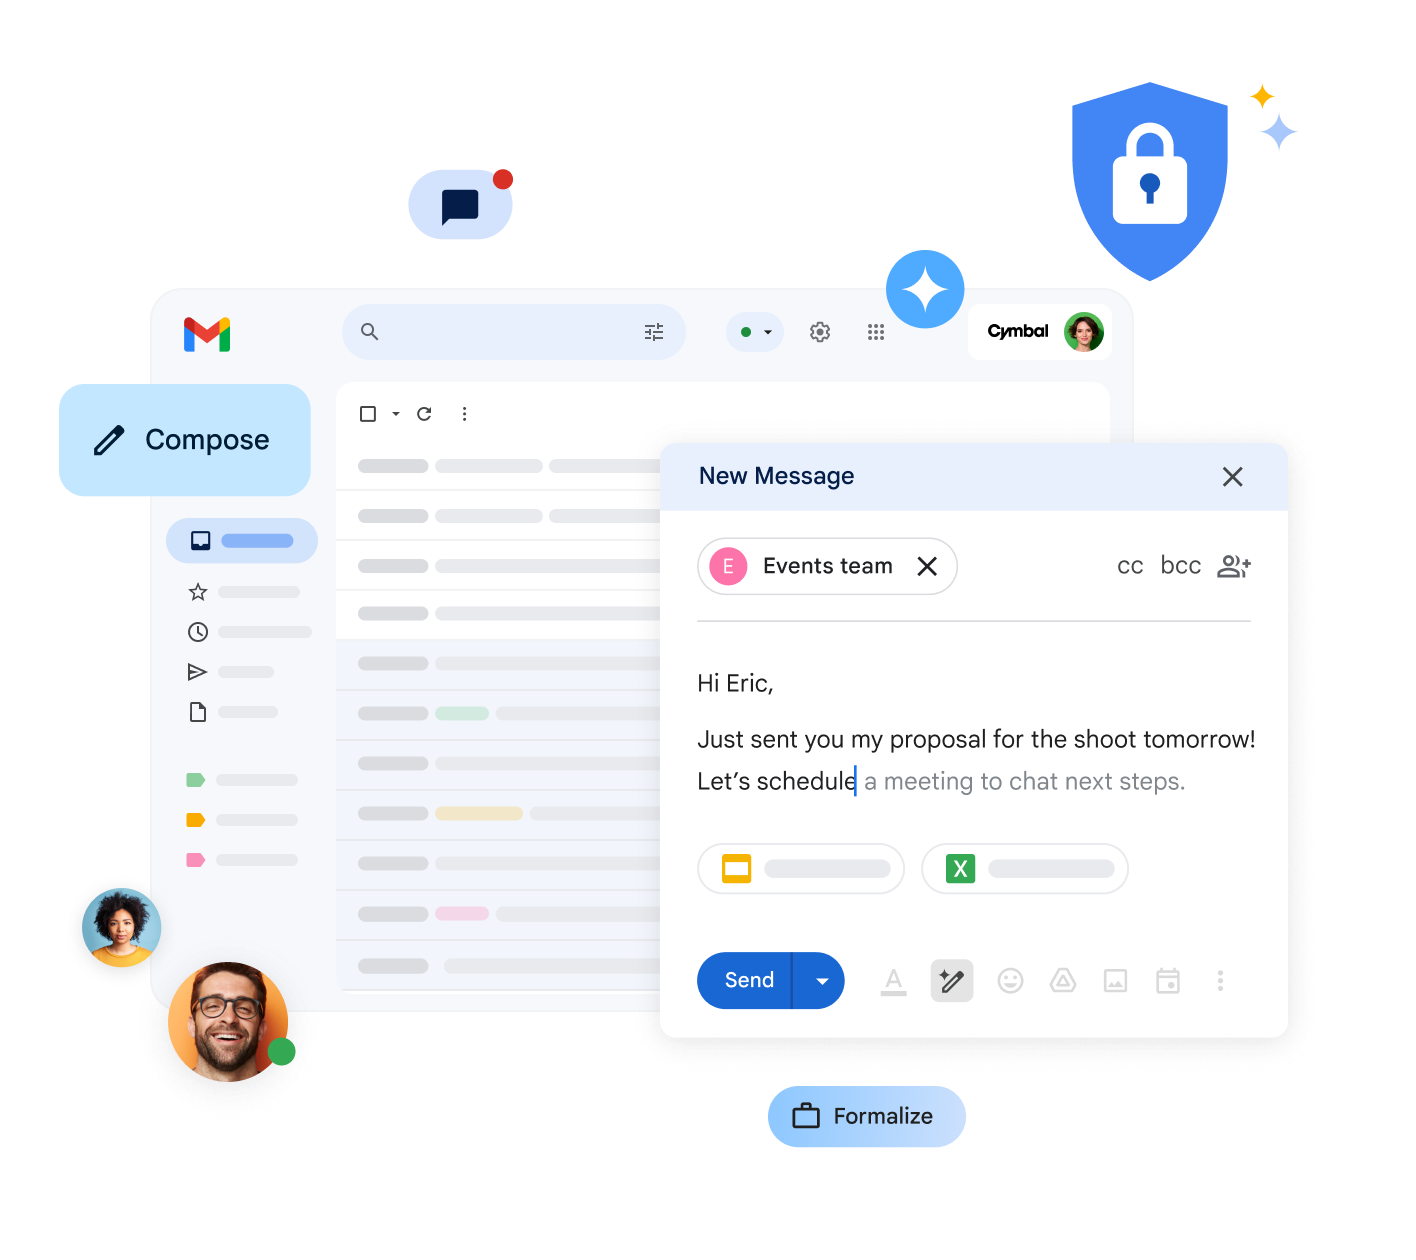 Cymbal
Compose
New Message
E Events team
cc bcc
Hi Eric,
Just sent you my proposal for the shoot tomorrow!
Let’s schedule a meeting to chat next steps.
X
Send
A
Formalize